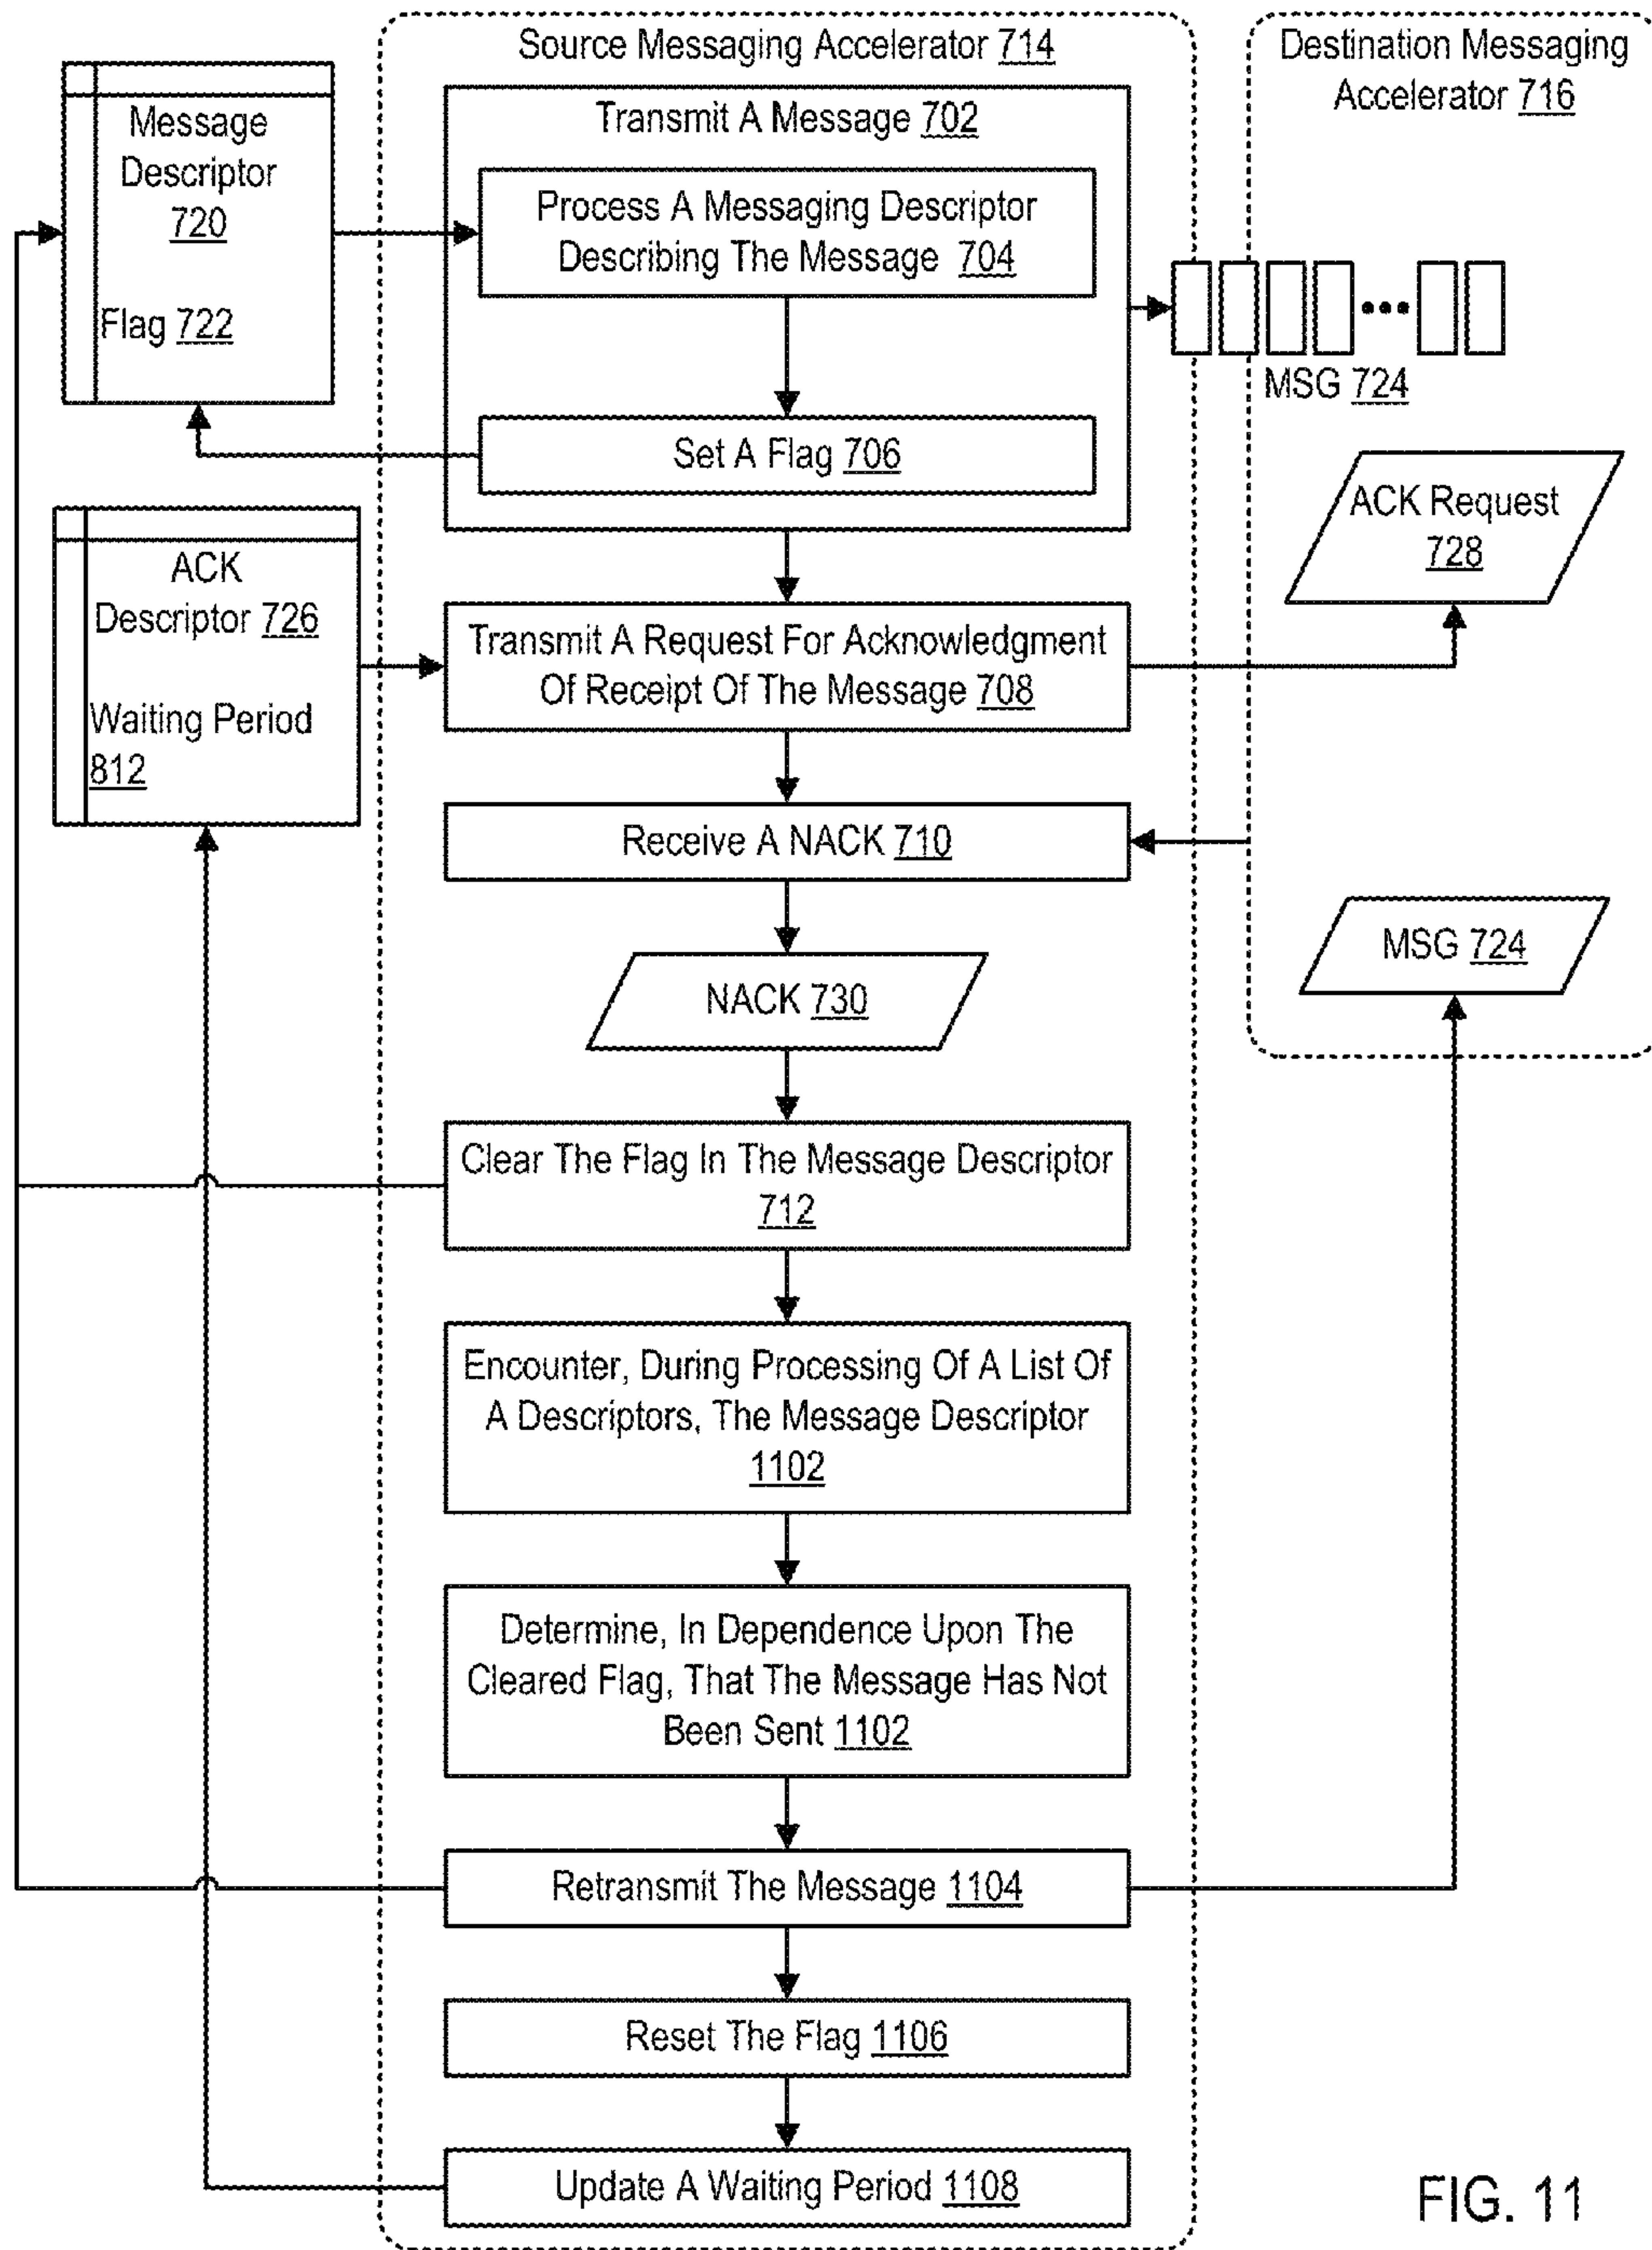 Source Messaging Accelerator 714
Destination Messaging
Accelerator 716
Message
Descriptor
720
Flag 722
Transmit A Message 702
Process A Messaging Descriptor
Describing The Message 704
Set A Flag 706
MSG 724
ACK Request
728
ACK
Descriptor 726
Waiting Period
812
Transmit A Request For Acknowledgment
Of Receipt Of The Message 708
Receive A NACK 710
NACK 730
MSG 724
Clear The Flag In The Message Descriptor
712
Encounter, During Processing Of A List Of
A Descriptors, The Message Descriptor
1102
Determine, In Dependence Upon The
Cleared Flag, That The Message Has Not
Been Sent 1102
Retransmit The Message 1104
Reset The Flag 1106
Update A Waiting Period 1108
FIG. 11